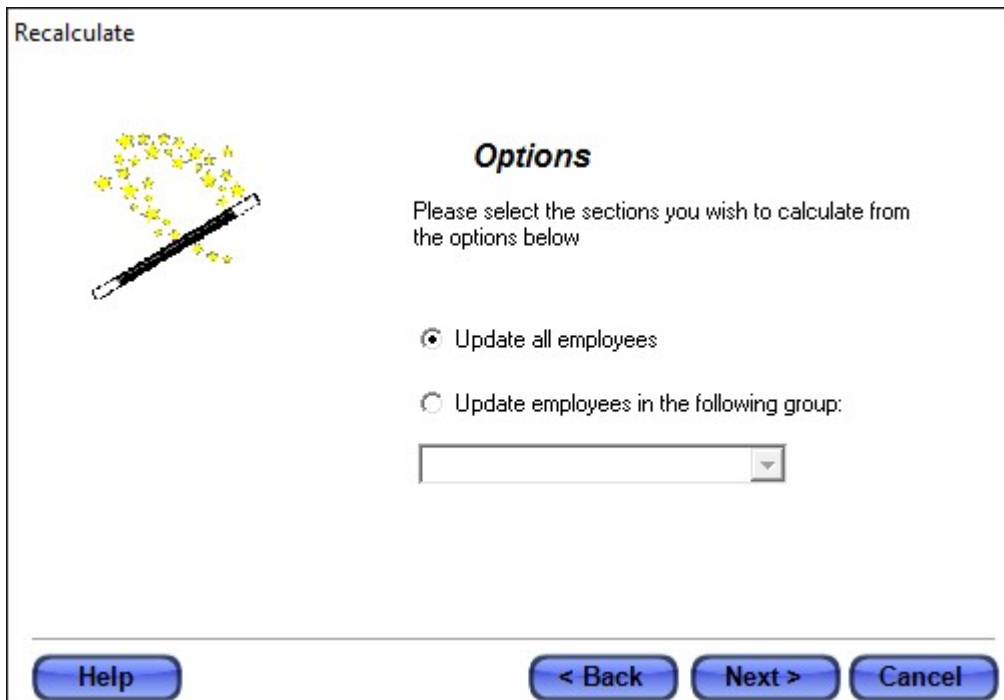 Recalculate
Options
Please select the sections you wish to calculate from
the options below
Update all employees
Update employees in the following group:
Help
< Back
Next >
Cancel